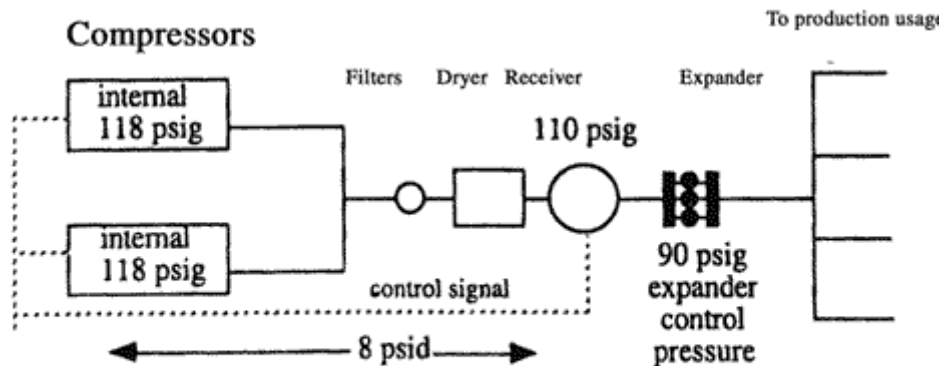 To production usage
Compressors
Filters Dryer Receiver Expander
internal
118 psig
110 psig
internal
118 psig
control signal
90 psig
expander
control
pressure
8 psid